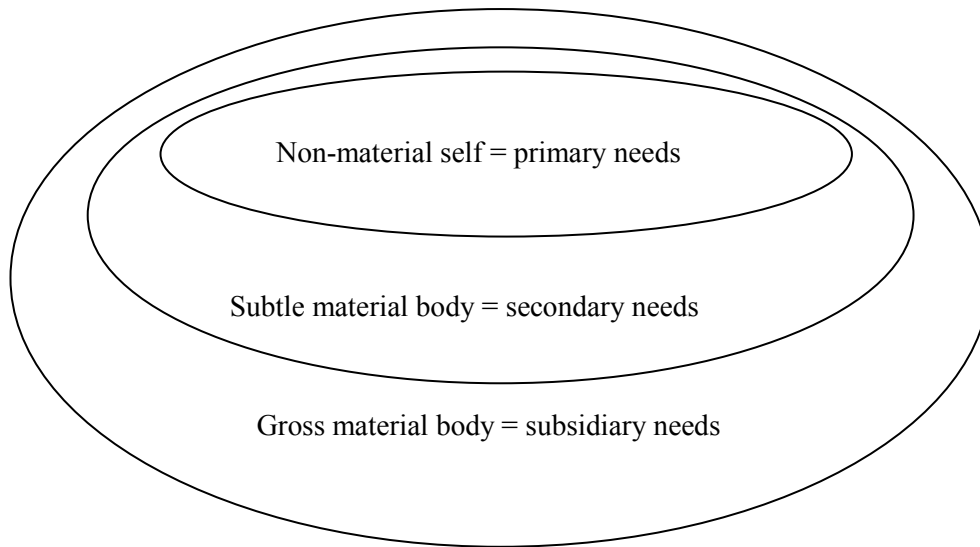 Non-material self = primary needs
Subtle material body = secondary needs
Gross material body = subsidiary needs